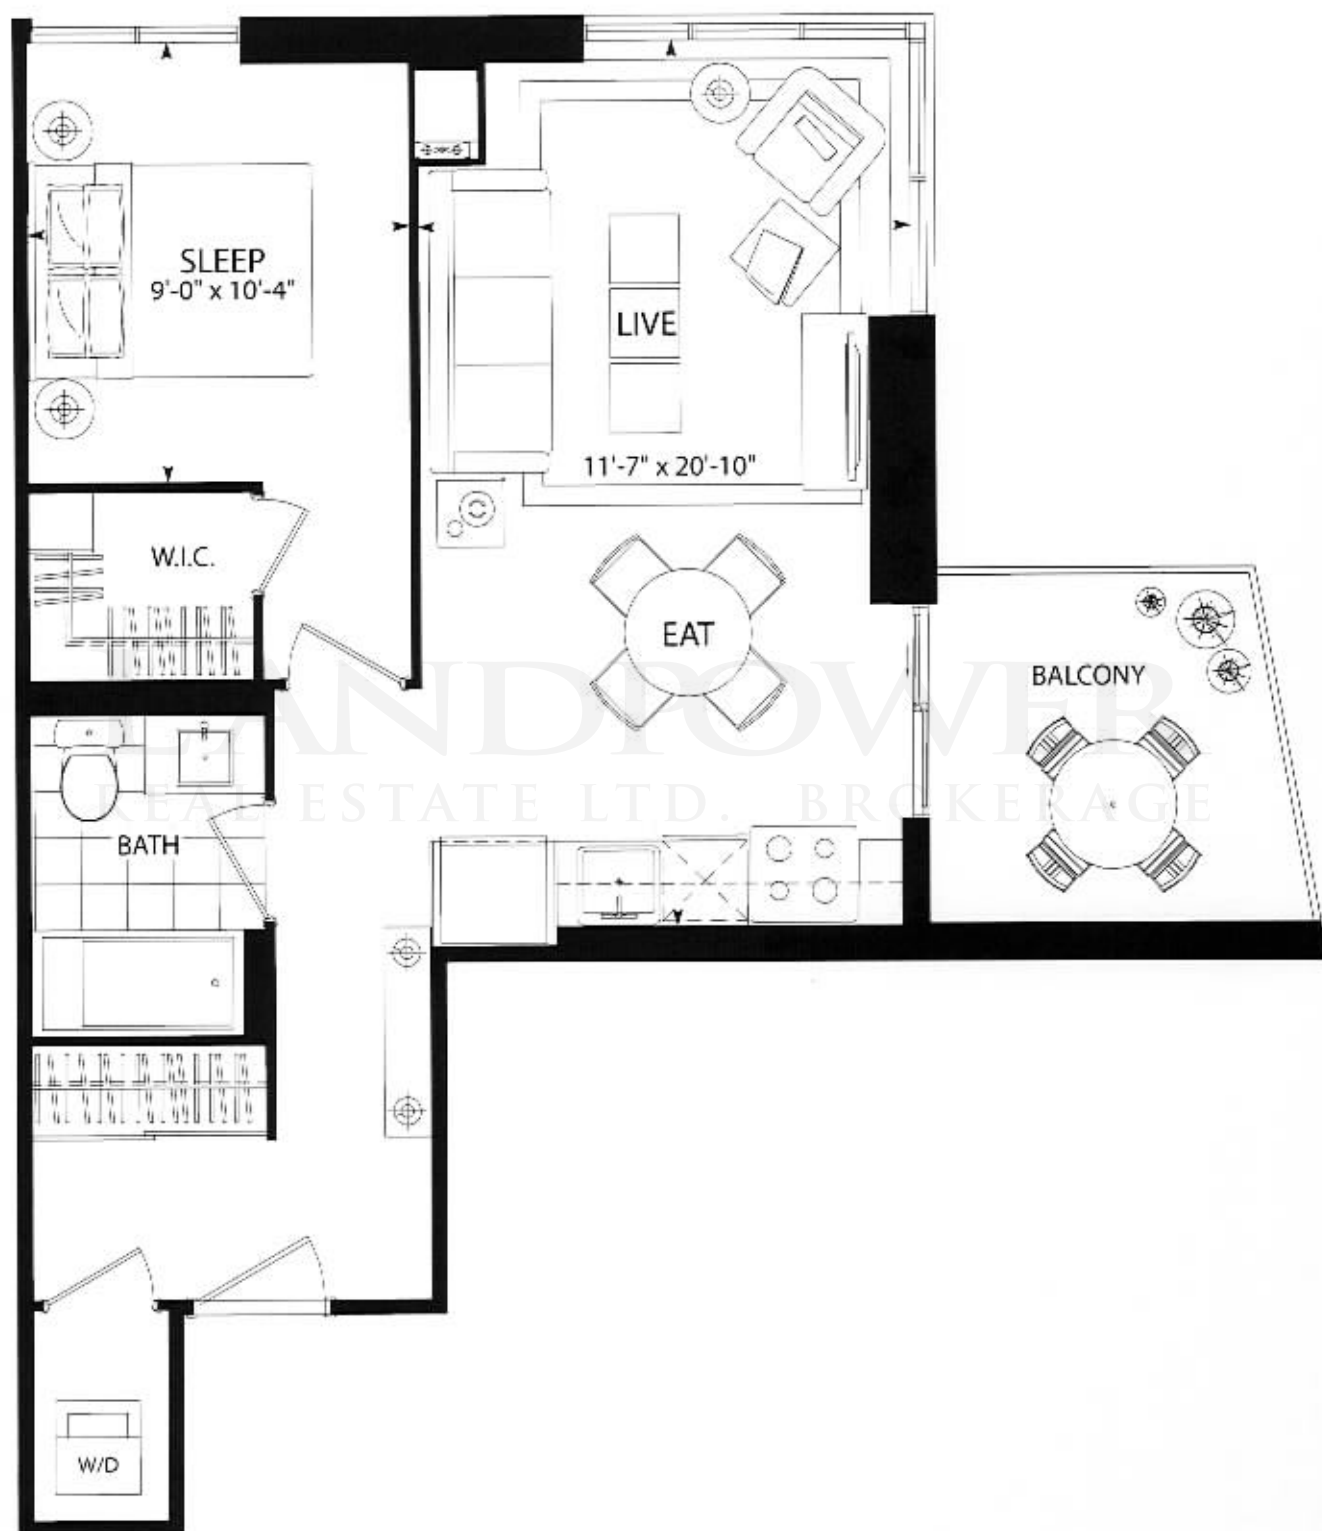 SLEEP
9'-0" x 10'-4"
LIVE
11'-7" x 20'-10"
W.I.C.
EAT
BALCONY
LANDPOWER
REAL ESTATE LTD. BROKERAGE
BATH
W/D